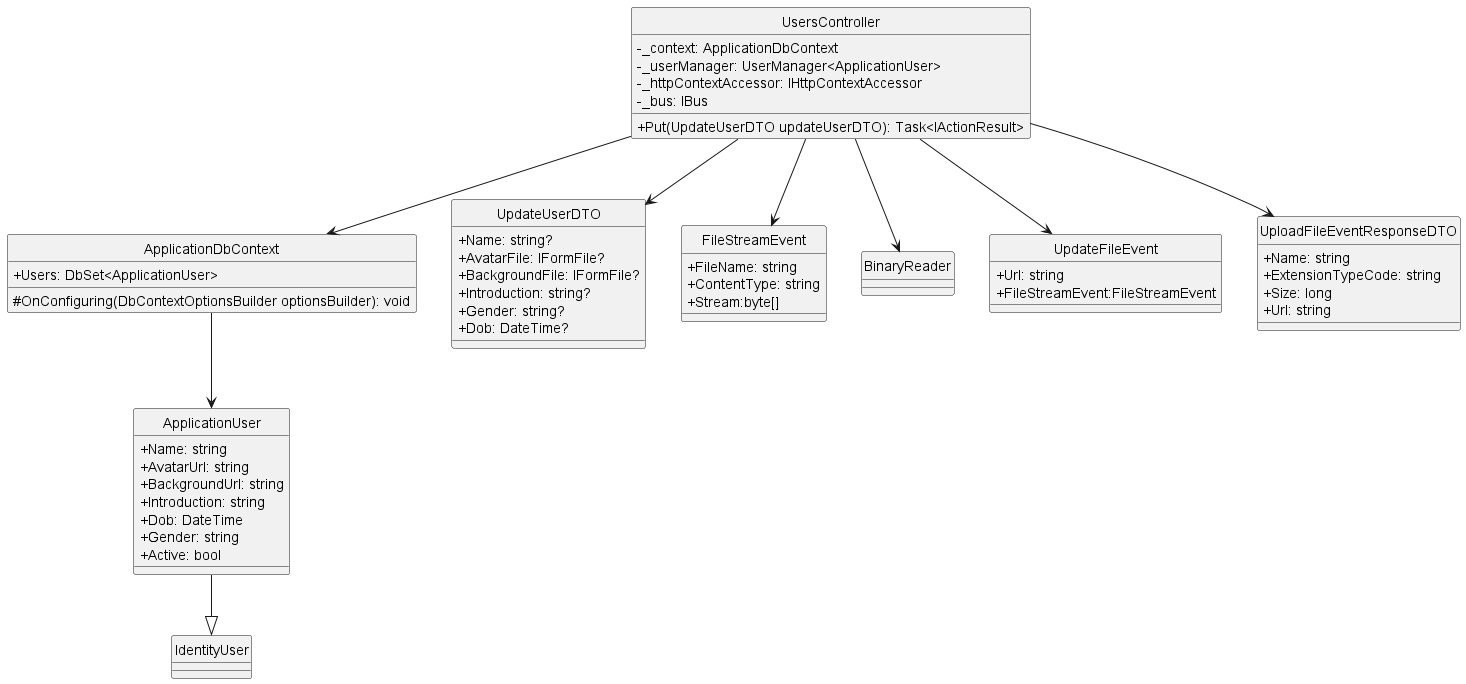 UsersController
-_context: ApplicationDbContext
-_userManager: UserManager<ApplicationUser>
-_httpContextAccessor: IHttpContextAccessor
-_bus: IBus
+Put(UpdateUserDTO updateUserDTO): Task<IActionResult>
ApplicationDbContext
+Users: DbSet<ApplicationUser>
#OnConfiguring(DbContextOptionsBuilder optionsBuilder): void
UpdateUserDTO
+Name: string?
+AvatarFile: IFormFile?
+BackgroundFile: IFormFile?
+Introduction: string?
+Gender: string?
+Dob: DateTime?
FileStreamEvent
+FileName: string
+ContentType: string
+Stream:byte[]
BinaryReader
UpdateFileEvent
+Url: string
+FileStreamEvent:FileStreamEvent
UploadFileEventResponseDTO
+Name: string
+ExtensionTypeCode: string
+Size: long
+Url: string
ApplicationUser
+Name: string
+AvatarUrl: string
+BackgroundUrl: string
+Introduction: string
+Dob: DateTime
+Gender: string
+Active: bool
IdentityUser